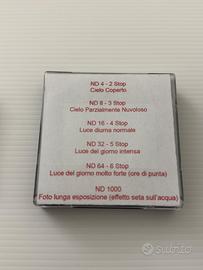 ND 4 - 2 Stop
Cielo Coperto
ND 8 - 3 Stop
Cielo Parzialmente Nuvoloso
ND 16 - 4 Stop
Luce diurna normale
ND 32 - 5 Stop
Luce del giorno intensa
ND 64 - 6 Stop
Luce del giorno molto forte (ore di punta)
ND 1000
Foto lunga esposizione (effetto seta sull'acqua)
subito